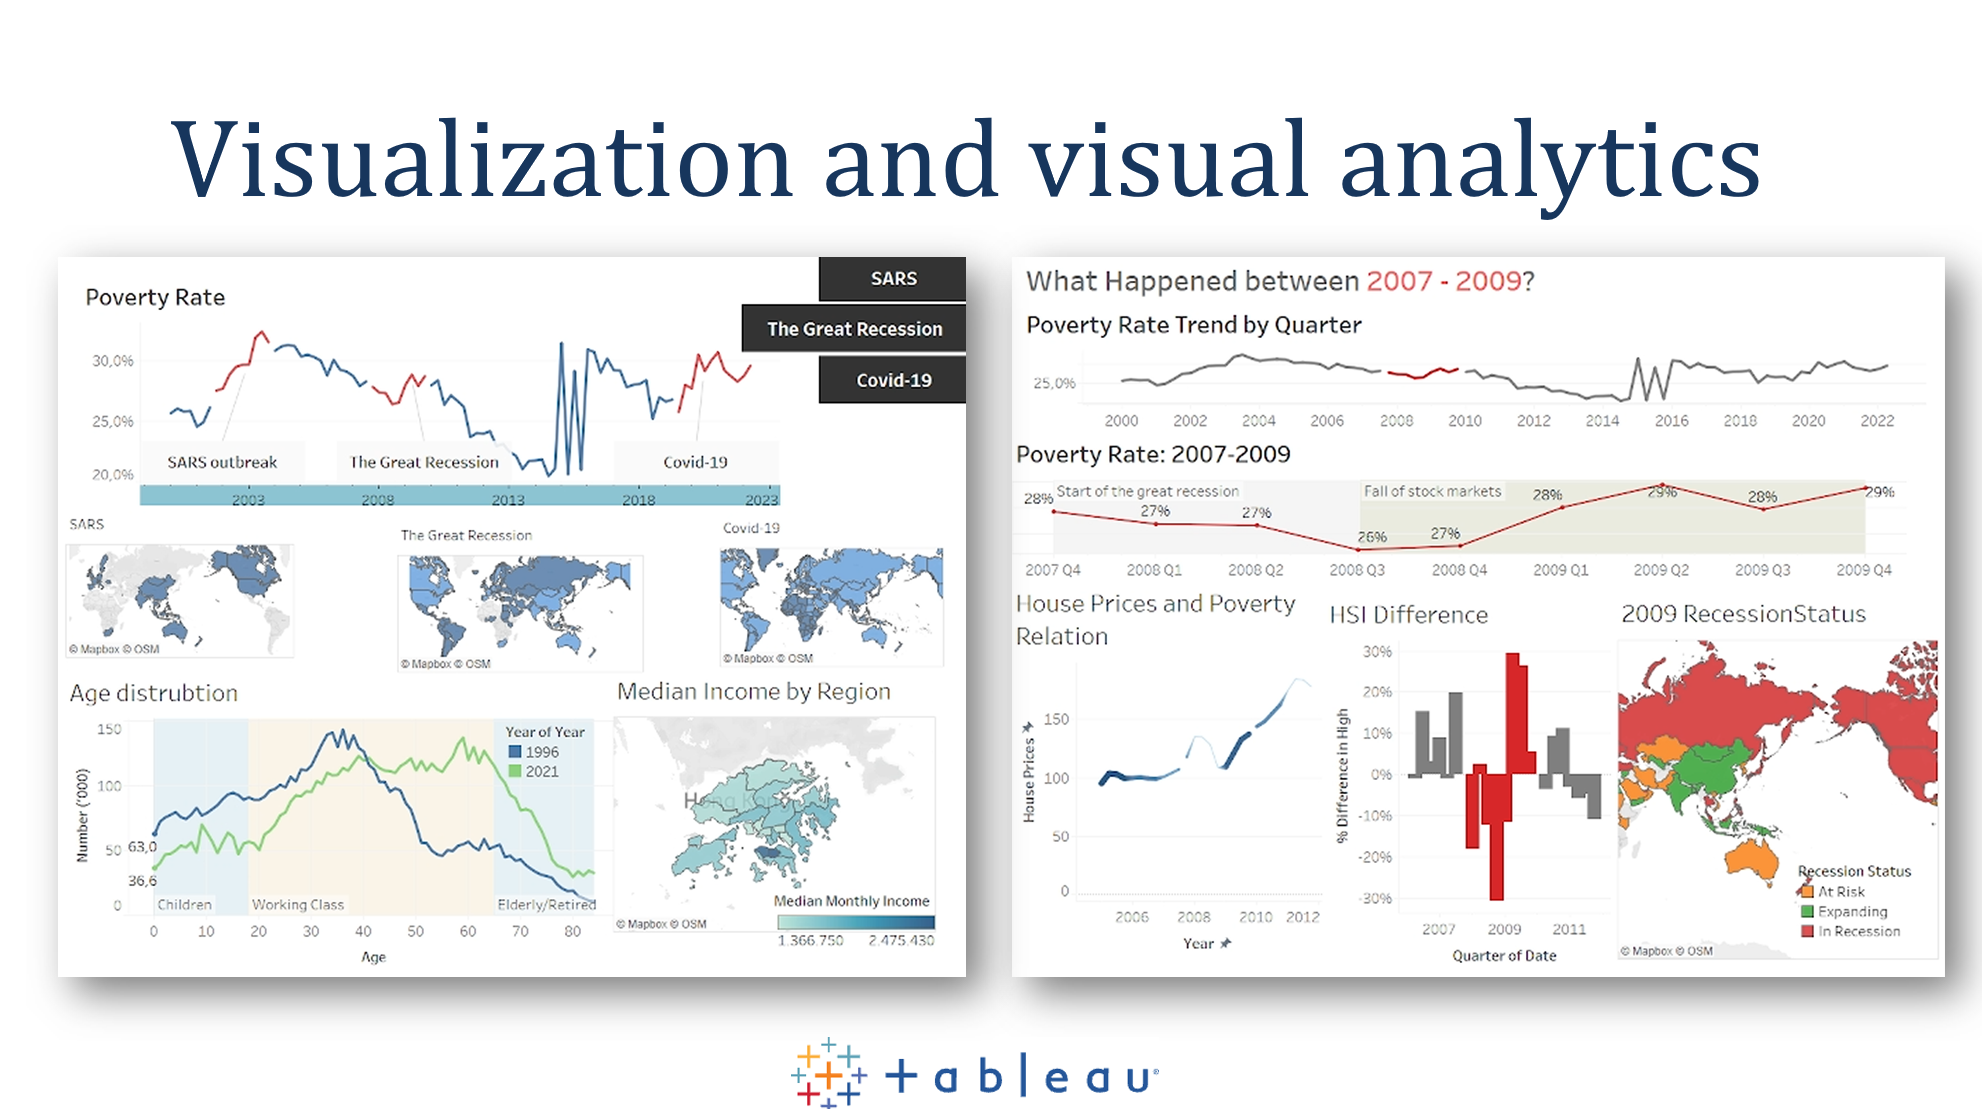 Visualization and visual analytics
Poverty Rate
SARS
The Great Recession
Covid-19
30,0%
25,0%
20,0%
SARS outbreak
The Great Recession
Covid-19
2003
2008
2013
2018
2023
SARS
The Great Recession
Covid-19
© Mapbox © OSM
© Mapbox © OSM
© Mapbox © OSM
Age distrubtion
Number ('000)
150
100
50
0
63,0
36,6
Year of Year
1996
2021
Children
Working Class
Elderly/Retired
0 10 20 30 40 50 60 70 80
Age
Median Income by Region
Hong Kong
Median Monthly Income
1.366.750 2.475.430
© Mapbox © OSM
What Happened between 2007 - 2009?
Poverty Rate Trend by Quarter
25,0%
2000 2002 2004 2006 2008 2010 2012 2014 2016 2018 2020 2022
Poverty Rate: 2007-2009
Start of the great recession
Fall of stock markets
28% 27% 27% 26% 27% 28% 29% 28% 29%
2007 Q4 2008 Q1 2008 Q2 2008 Q3 2008 Q4 2009 Q1 2009 Q2 2009 Q3 2009 Q4
House Prices and Poverty
Relation
House Prices
150
100
50
0
2006 2008 2010 2012
Year
HSI Difference
% Difference in High
30%
20%
10%
0%
-10%
-20%
-30%
2007 2009 2011
Quarter of Date
2009 RecessionStatus
Recession Status
At Risk
Expanding
In Recession
© Mapbox © OSM
+ableau®